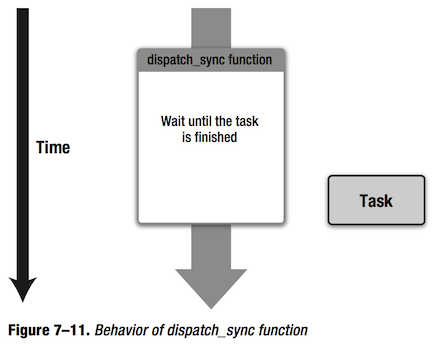 dispatch_sync function
Wait until the task
is finished
Time
Task
Figure 7–11. Behavior of dispatch_sync function